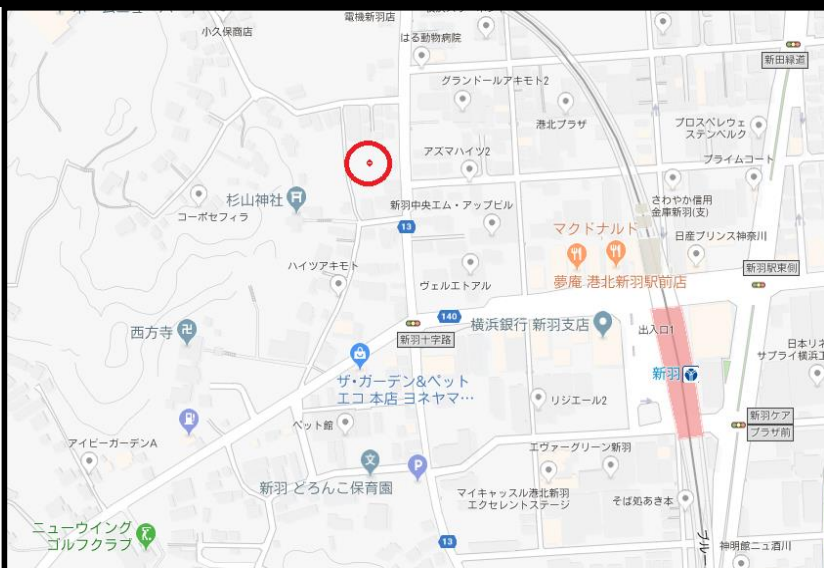 小久保商店
電機新羽店
はる動物病院
新田緑道
グランドールアキモト2
港北プラザ
プロスペレウェ
ステンベルク
アズマハイツ2
プライムコート
杉山神社
コーポセフィラ
新羽中央エム・アップビル
さわやか信用
金庫新羽(支)
13
マクドナルド
日産プリンス神奈川
ハイツアキモト
ヴェルエトアル
夢庵 港北新羽駅前店
新羽駅東側
140
西方寺
新羽十字路
横浜銀行 新羽支店
出入口1
日本リネ
サプライ横浜工
ザ・ガーデン&ペット
エコ 本店 ヨネヤマ…
新羽
リジエール2
ペット館
新羽ケア
プラザ前
アイビーガーデンA
エヴァーグリーン新羽
文
P
新羽 どろんこ保育園
マイキャッスル港北新羽
エクセレントステージ
そば処あき本
ニューウイング
ゴルフクラブ
13
ブルー
神明館ニュ酒川